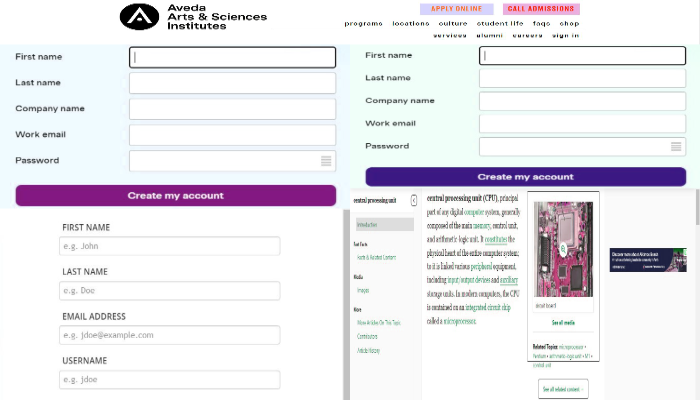 Aveda
Arts & Sciences
Institutes
APPLY ONLINE CALL ADMISSIONS
programs locations culture student life faqs shop
services alumni careers sign in
First name
Last name
Company name
Work email
Password
Create my account
First name
Last name
Company name
Work email
Password
Create my account
FIRST NAME
e.g. John
LAST NAME
e.g. Doe
EMAIL ADDRESS
e.g. jdoe@example.com
USERNAME
e.g. jdoe
central processing unit
Introduction
Fast Facts
Facts & Related Content
Media
Images
More
More Articles On This Topic
Contributors
Article History
central processing unit (CPU), principal
part of any digital computer system, generally
composed of the main memory, control unit,
and arithmetic-logic unit. It constitutes the
physical heart of the entire computer system;
to it is linked various peripheral equipment,
including input/output devices and auxiliary
storage units. In modern computers, the CPU
is contained on an integrated circuit chip
called a microprocessor.
circuit board
See all media
Related Topics: microprocessor •
Pentium • arithmetic-logic unit • M1 •
control unit
See all related content →